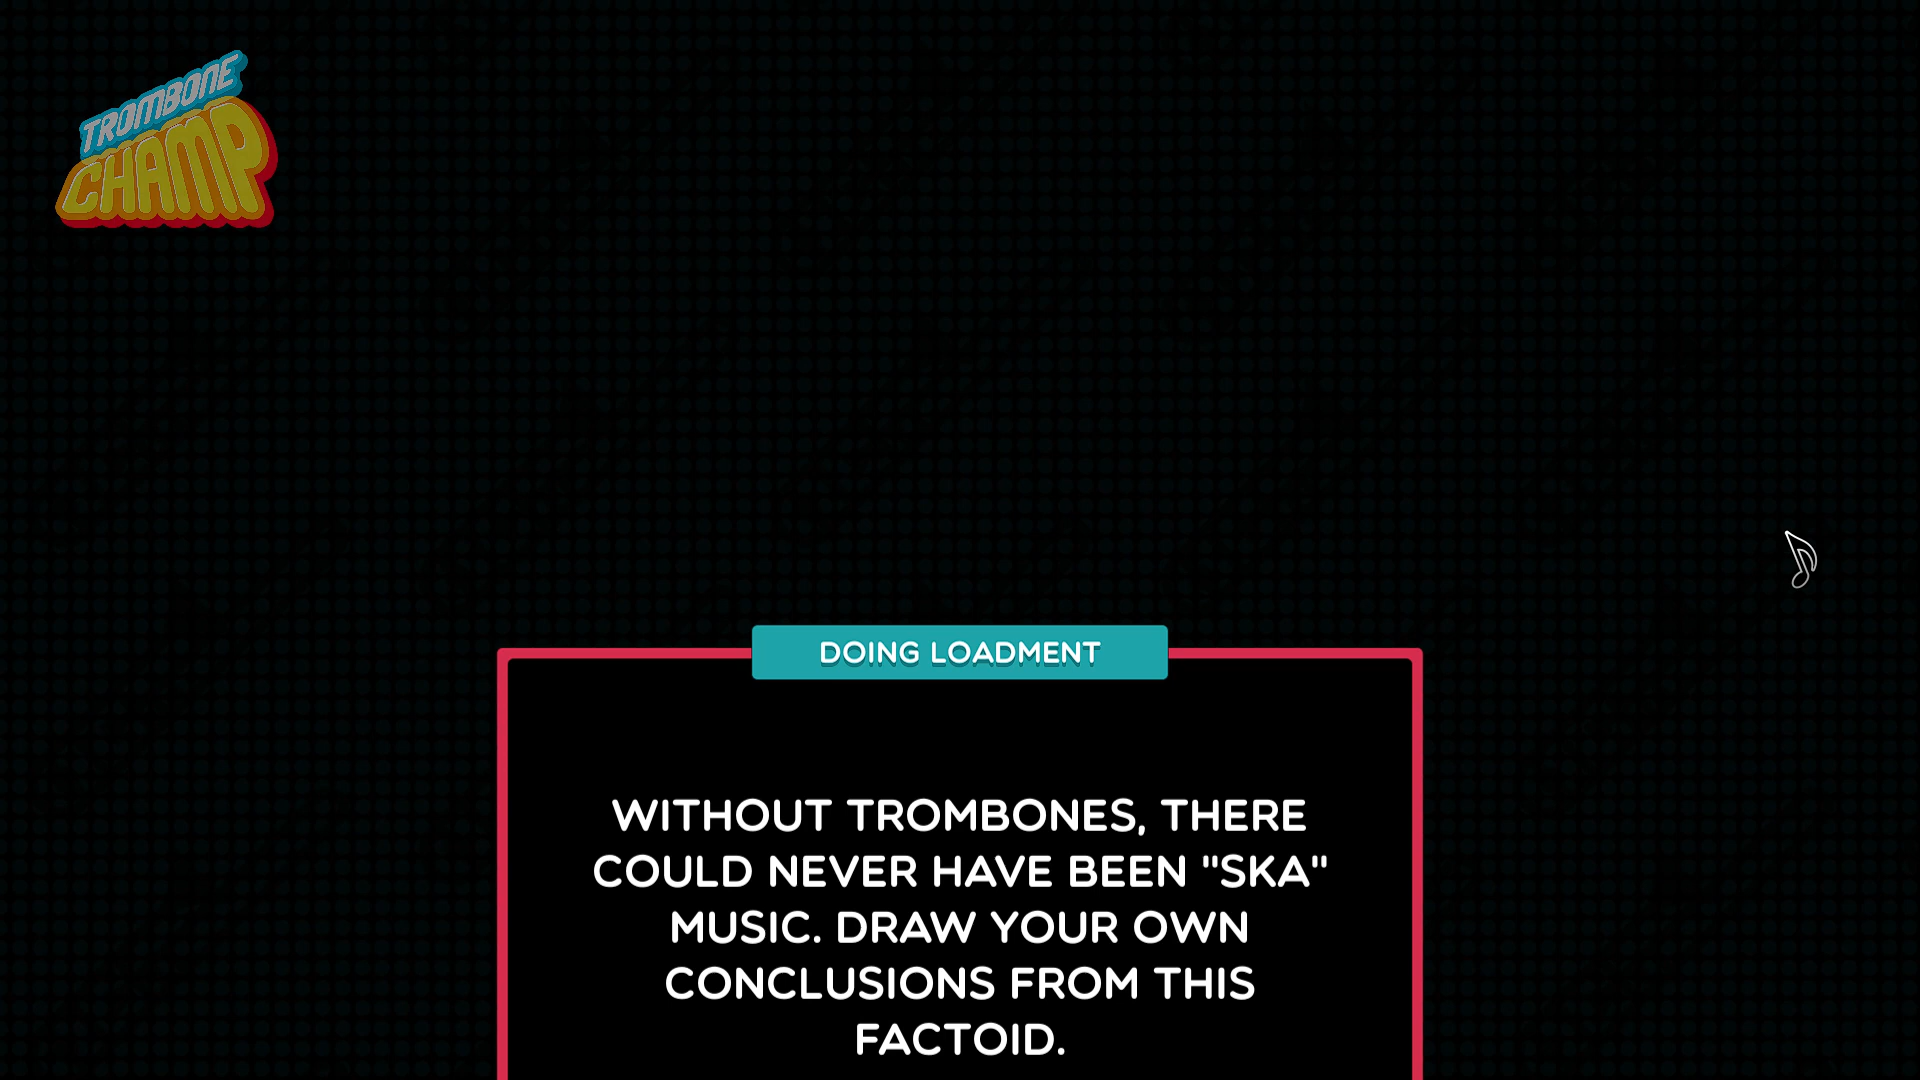 TROMBONE
CHAMP
DOING LOADMENT
WITHOUT TROMBONES, THERE
COULD NEVER HAVE BEEN "SKA"
MUSIC. DRAW YOUR OWN
CONCLUSIONS FROM THIS
FACTOID.